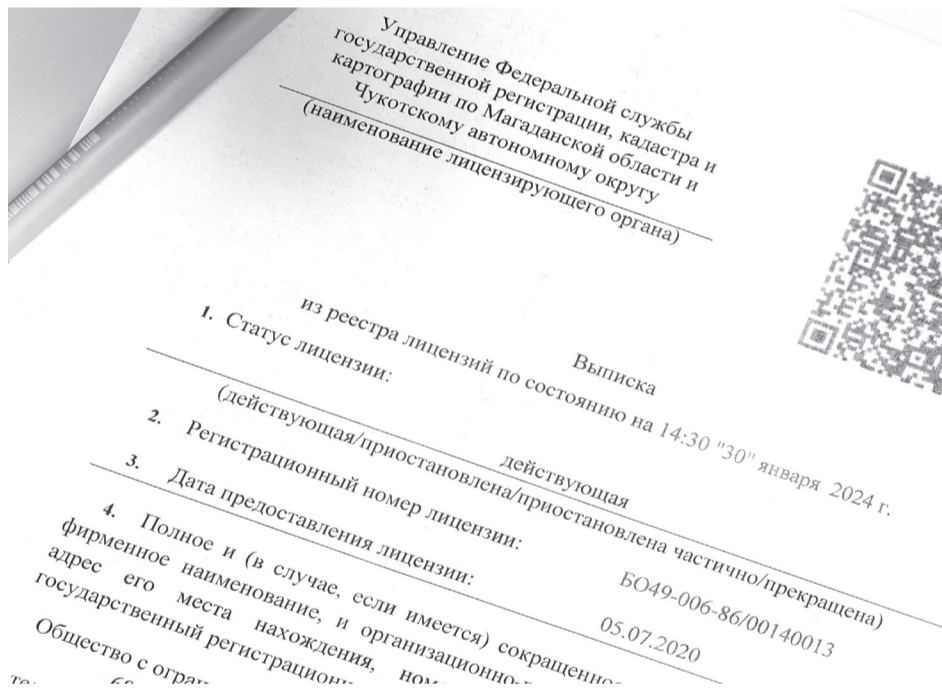 Управление Федеральной службы
государственной регистрации, кадастра и
картографии по Магаданской области и
Чукотскому автономному округу
(наименование лицензирующего органа)
Выписка
из реестра лицензий по состоянию на 14:30 "30" января 2024 г.
1. Статус лицензии:
действующая
(действующая/приостановлена/приостановлена частично/прекращена)
2. Регистрационный номер лицензии: БО49-006-86/00140013
3. Дата предоставления лицензии: 05.07.2020
4. Полное и (в случае, если имеется)
фирменное наименование, и
адрес его места нахождения,
государственный
Общество с